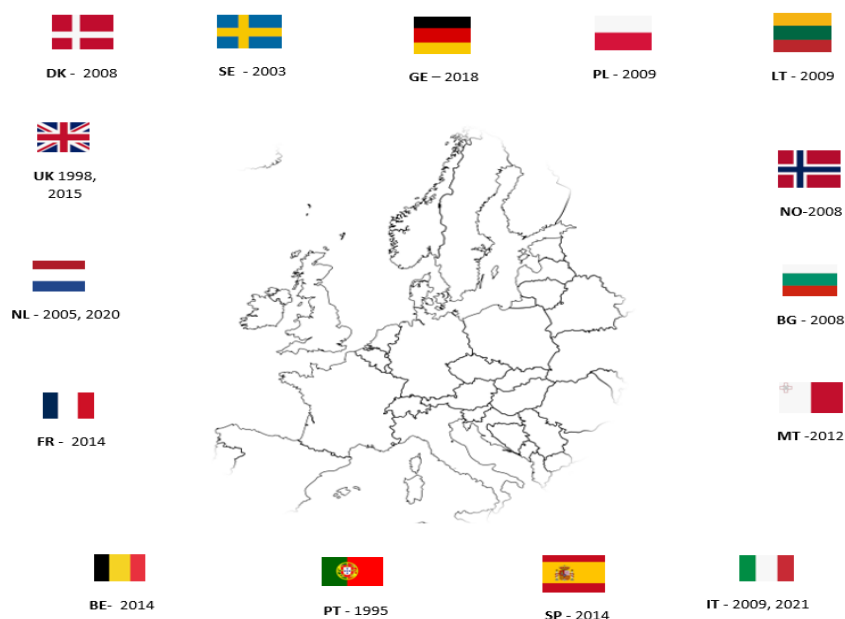 DK - 2008
SE - 2003
GE – 2018
PL - 2009
LT - 2009
UK 1998,
2015
NO-2008
NL - 2005, 2020
BG - 2008
FR - 2014
MT -2012
BE- 2014
PT - 1995
SP - 2014
IT - 2009, 2021